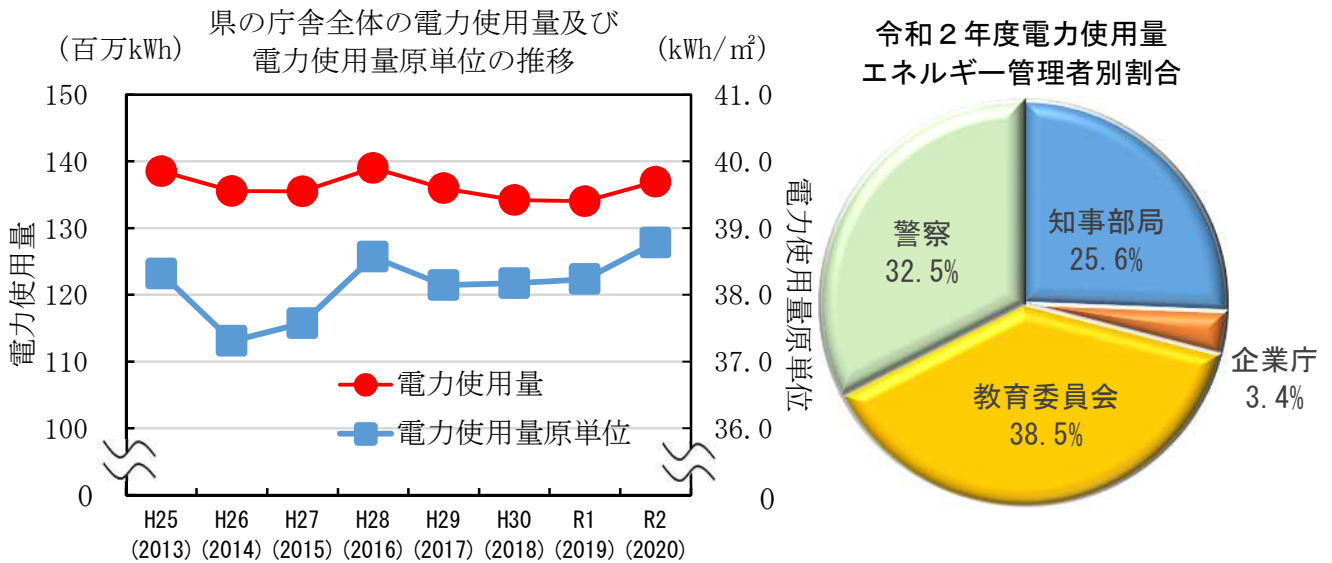 県の庁舎全体の電力使用量及び
電力使用量原単位の推移
(百万kWh)
(kWh/㎡)
150
140
130
120
110
100
0
電力使用量
41.0
40.0
39.0
38.0
37.0
36.0
0
電力使用量原単位
電力使用量
電力使用量原単位
H25 H26 H27 H28 H29 H30 R1 R2
(2013) (2014) (2015) (2016) (2017) (2018) (2019) (2020)
令和２年度電力使用量
エネルギー管理者別割合
知事部局
25.6%
企業庁
3.4%
教育委員会
38.5%
警察
32.5%